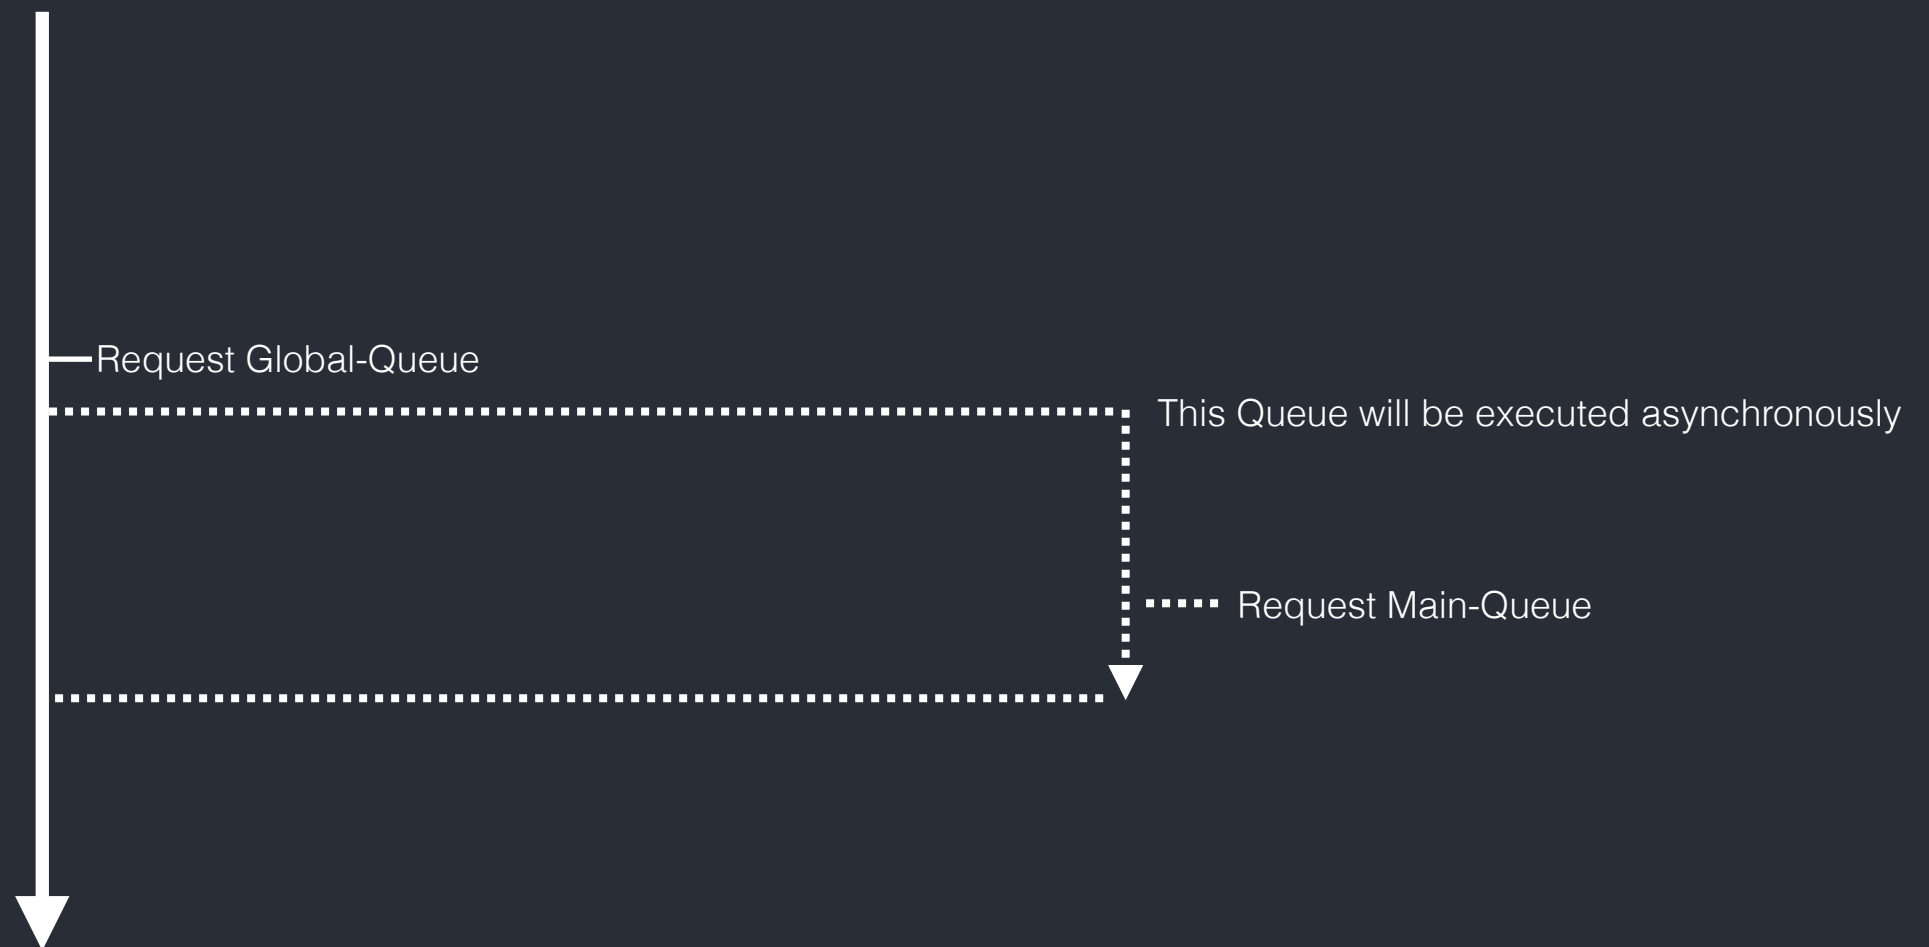 Request Global-Queue
This Queue will be executed asynchronously
Request Main-Queue